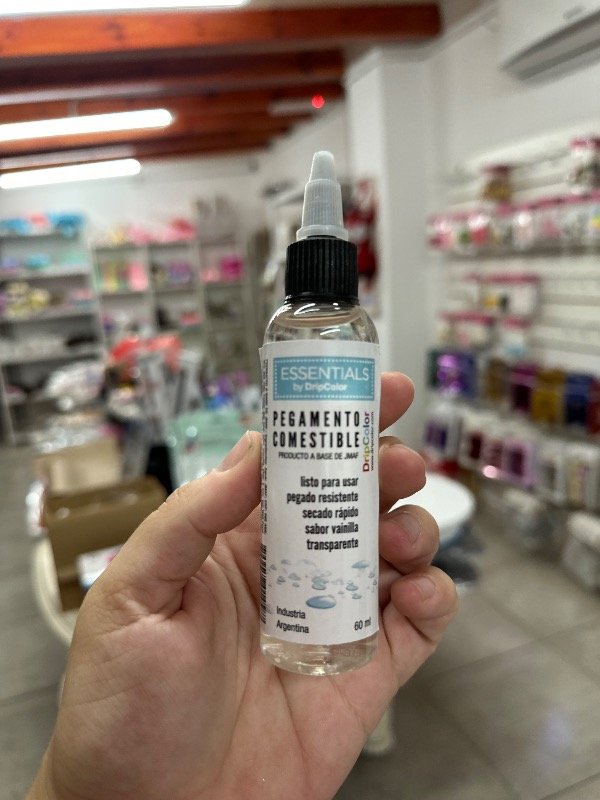 ESSENTIALS
by DripColor
PEGAMENTO
COMESTIBLE
PRODUCTO A BASE DE JMAF
DripColor
listo para usar
pegado resistente
secado rápido
sabor vainilla
transparente
Industria
Argentina
60 ml